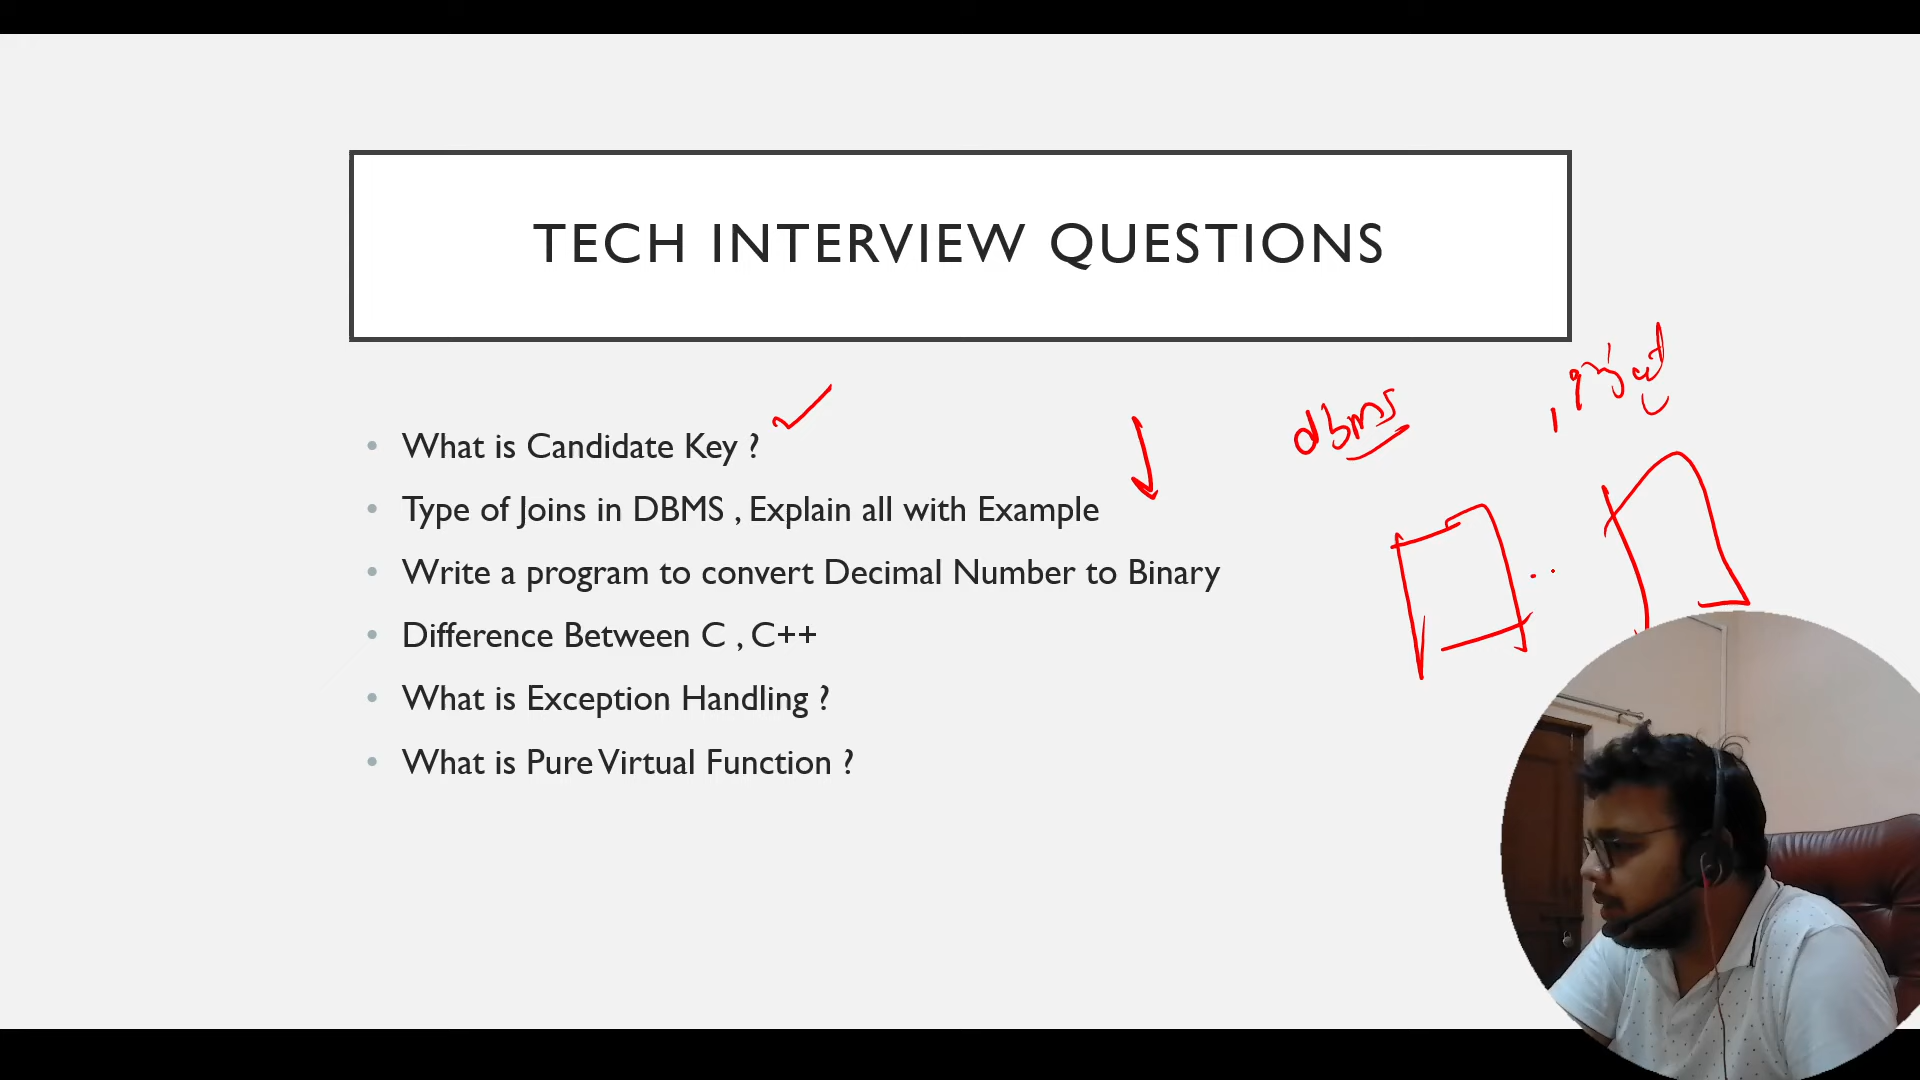 TECH INTERVIEW QUESTIONS
project
dbms
• What is Candidate Key ?
• Type of Joins in DBMS , Explain all with Example
• Write a program to convert Decimal Number to Binary
• Difference Between C , C++
• What is Exception Handling ?
• What is Pure Virtual Function ?